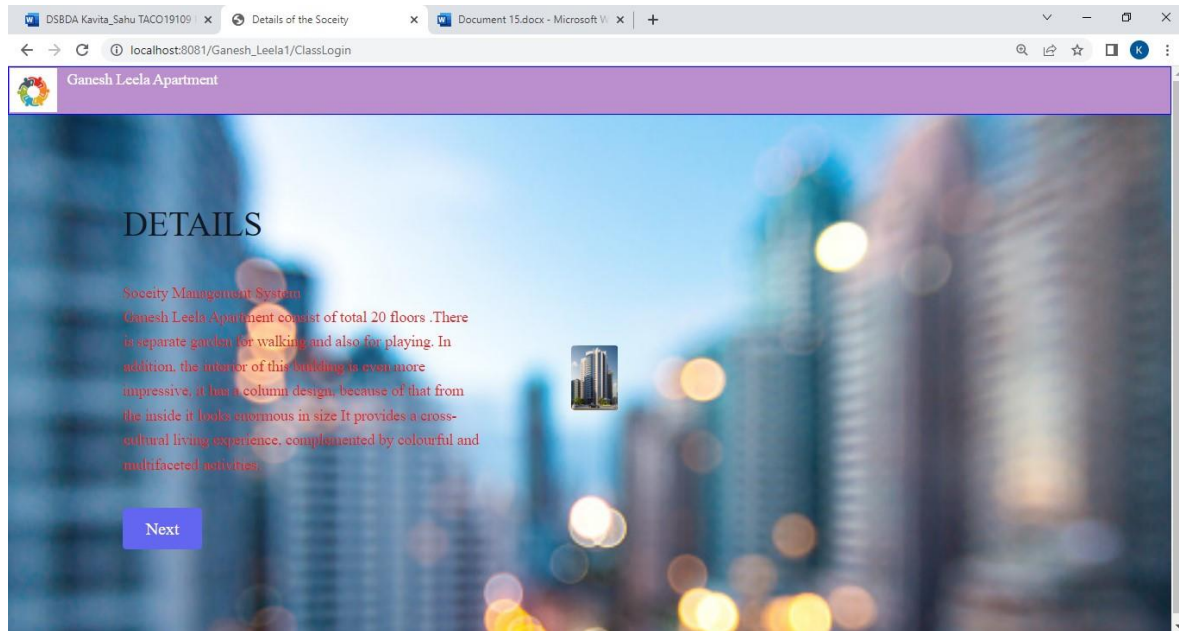 DSBDA Kavita_Sahu TACO19109
Details of the Soceity
Document 15.docx - Microsoft W
localhost:8081/Ganesh_Leela1/ClassLogin
K
Ganesh Leela Apartment
DETAILS
Soceity Management System
Ganesh Leela Apartment consist of total 20 floors .There
is separate garden for walking and also for playing. In
addition, the interior of this building is even more
impressive, it has a column design, because of that from
the inside it looks enormous in size It provides a cross-
cultural living experience, complemented by colourful and
multifaceted activities.
Next